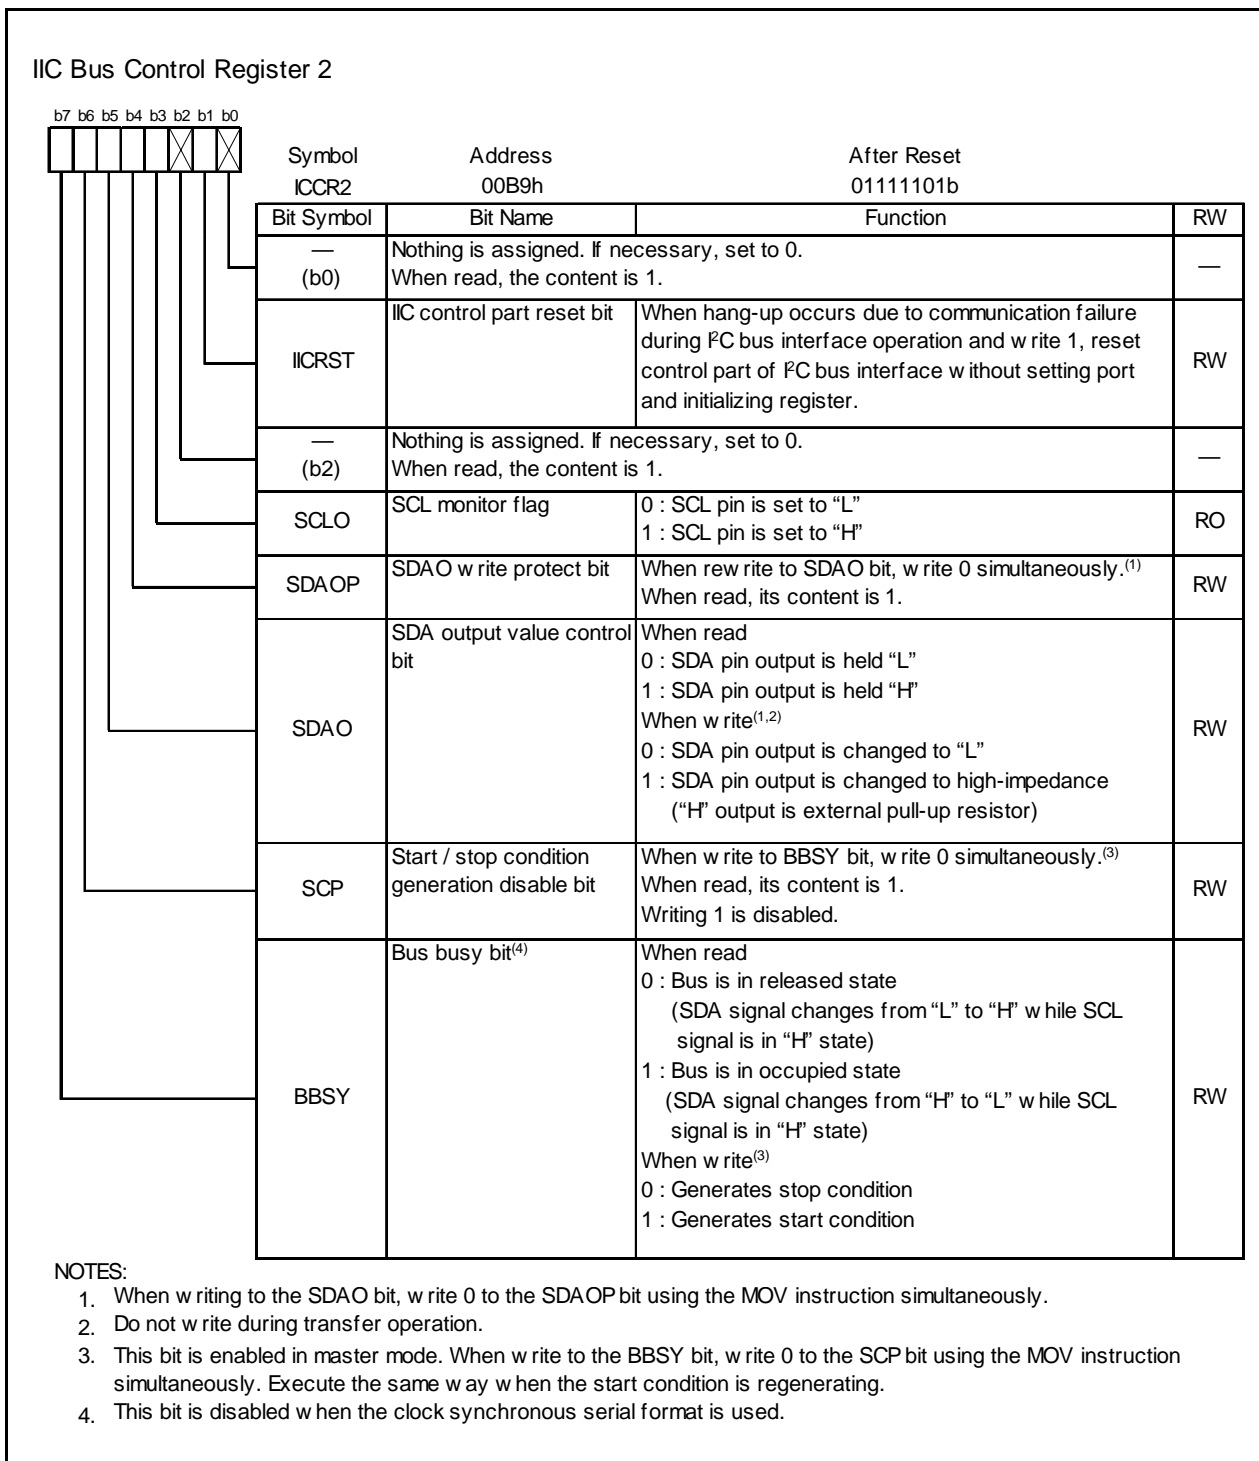 IIC Bus Control Register 2
b7 b6 b5 b4 b3 b2 b1 b0
Symbol Address After Reset
ICCR2 00B9h 01111101b
Bit Symbol Bit Name Function RW
—
(b0)
Nothing is assigned. If necessary, set to 0.
When read, the content is 1.
—
IICRST
IIC control part reset bit
When hang-up occurs due to communication failure
during I²C bus interface operation and write 1, reset
control part of I²C bus interface without setting port
and initializing register.
RW
—
(b2)
Nothing is assigned. If necessary, set to 0.
When read, the content is 1.
—
SCLO
SCL monitor flag
0 : SCL pin is set to “L”
1 : SCL pin is set to “H”
RO
SDAOP
SDAO write protect bit
When rewrite to SDAO bit, write 0 simultaneously.(1)
When read, its content is 1.
RW
SDAO
SDA output value control
bit
When read
0 : SDA pin output is held “L”
1 : SDA pin output is held “H”
When write(1,2)
0 : SDA pin output is changed to “L”
1 : SDA pin output is changed to high-impedance
(“H” output is external pull-up resistor)
RW
SCP
Start / stop condition
generation disable bit
When write to BBSY bit, write 0 simultaneously.(3)
When read, its content is 1.
Writing 1 is disabled.
RW
BBSY
Bus busy bit(4)
When read
0 : Bus is in released state
(SDA signal changes from “L” to “H” while SCL
signal is in “H” state)
1 : Bus is in occupied state
(SDA signal changes from “H” to “L” while SCL
signal is in “H” state)
When write(3)
0 : Generates stop condition
1 : Generates start condition
RW
NOTES:
1. When writing to the SDAO bit, write 0 to the SDAOP bit using the MOV instruction simultaneously.
2. Do not write during transfer operation.
3. This bit is enabled in master mode. When write to the BBSY bit, write 0 to the SCP bit using the MOV instruction
simultaneously. Execute the same way when the start condition is regenerating.
4. This bit is disabled when the clock synchronous serial format is used.